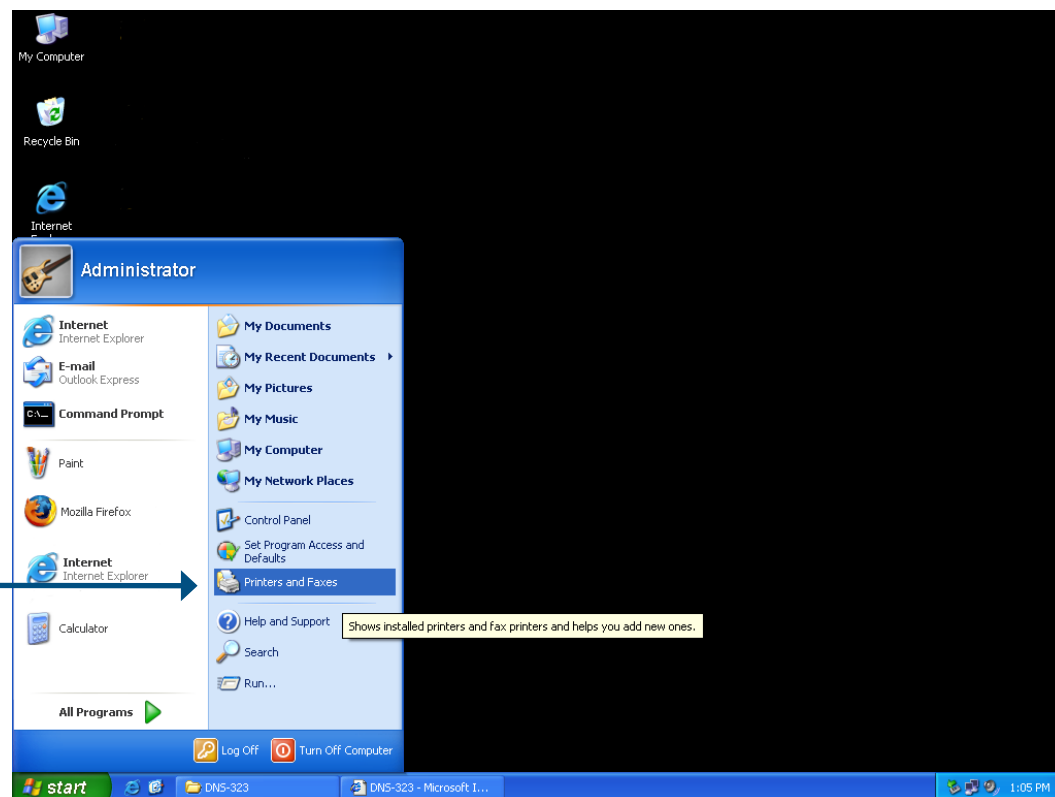 My Computer
Recycle Bin
Internet
Administrator
Internet
Internet Explorer
E-mail
Outlook Express
C:\_
Command Prompt
Paint
Mozilla Firefox
Internet
Internet Explorer
Calculator
All Programs
My Documents
My Recent Documents
My Pictures
My Music
My Computer
My Network Places
Control Panel
Set Program Access and
Defaults
Printers and Faxes
Help and Support
Shows installed printers and fax printers and helps you add new ones.
Search
Run...
Log Off
Turn Off Computer
start
DNS-323
DNS-323 - Microsoft I...
1:05 PM